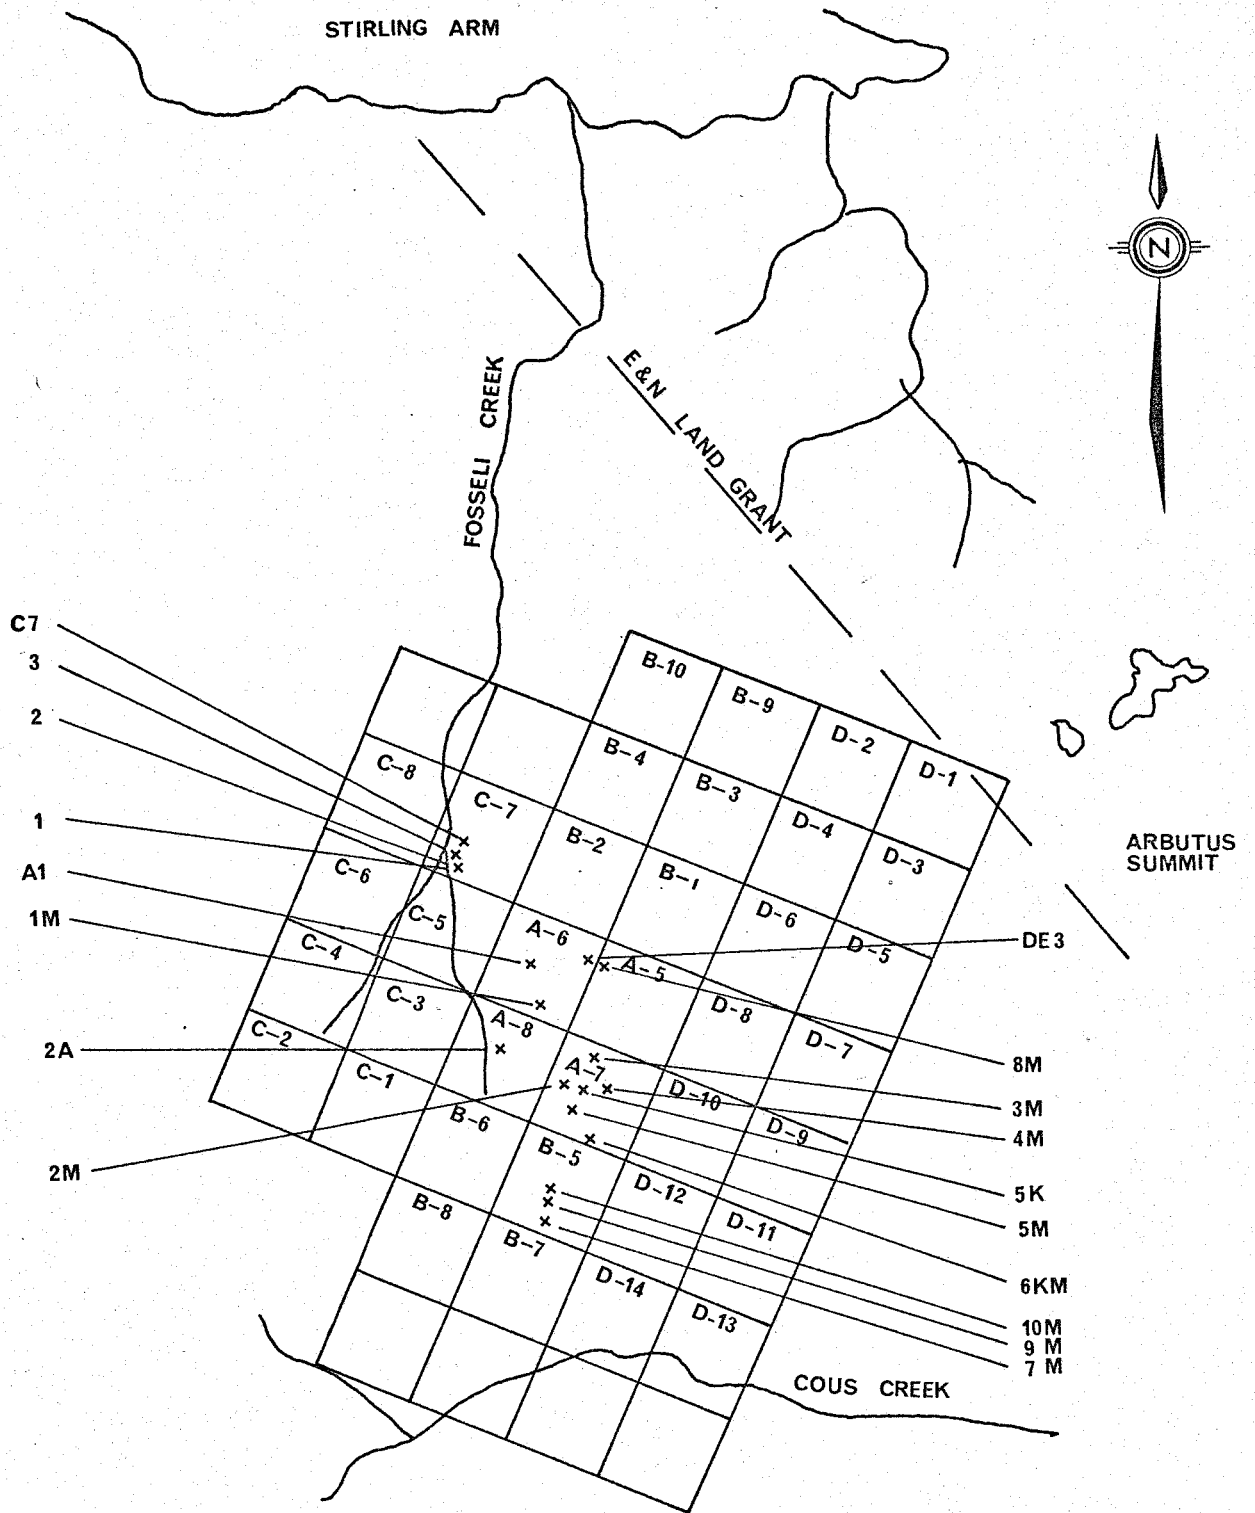 STIRLING ARM
N
E&N LAND GRANT
FOSSELI CREEK
C7
3
2
1
A1
1M
2A
2M
B-10
B-9
D-2
D-1
B-4
B-3
D-4
D-3
C-8
C-7
B-2
B-1
D-6
D-5
C-6
C-5
A-6
A-5
D-8
D-7
C-4
C-3
A-8
A-7
D-10
D-9
C-2
C-1
B-6
B-5
D-12
D-11
B-8
B-7
D-14
D-13
ARBUTUS
SUMMIT
DE3
8M
3M
4M
5K
5M
6KM
10M
9 M
7 M
COUS CREEK